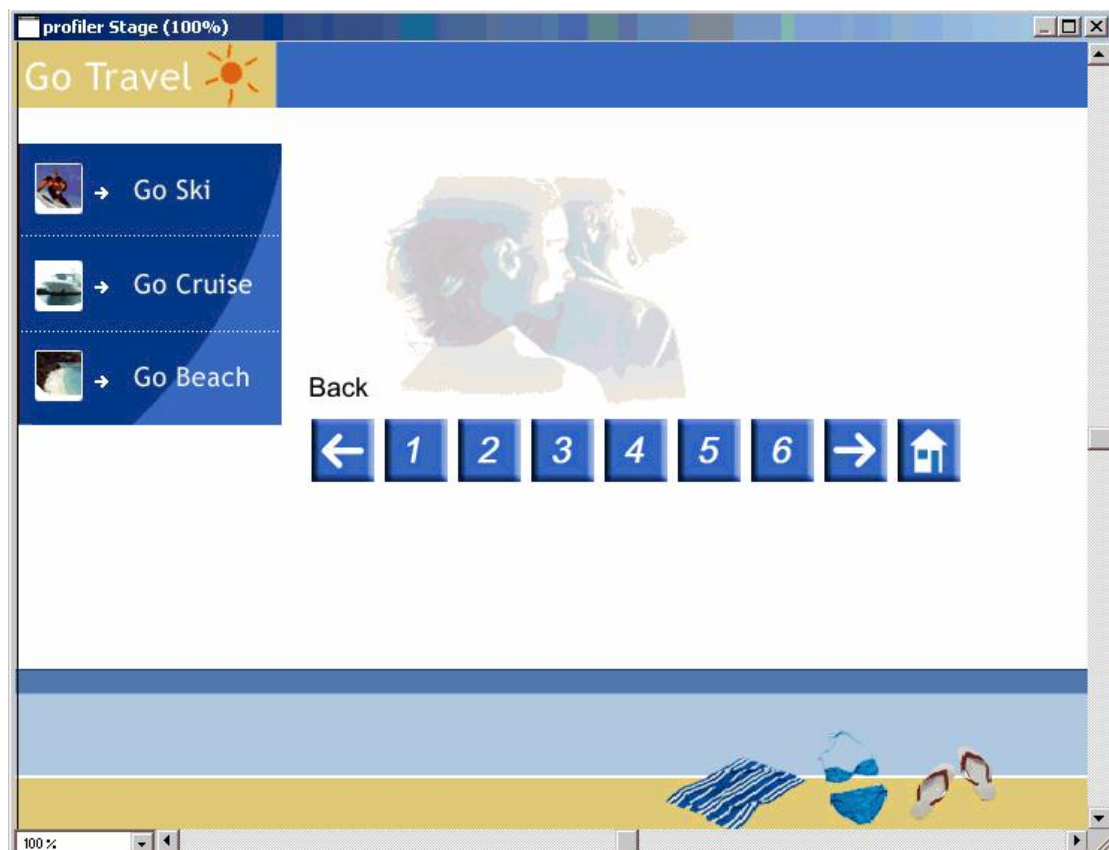 profiler Stage (100%)
Go Travel
Go Ski
Go Cruise
Go Beach
Back
1 2 3 4 5 6
100%